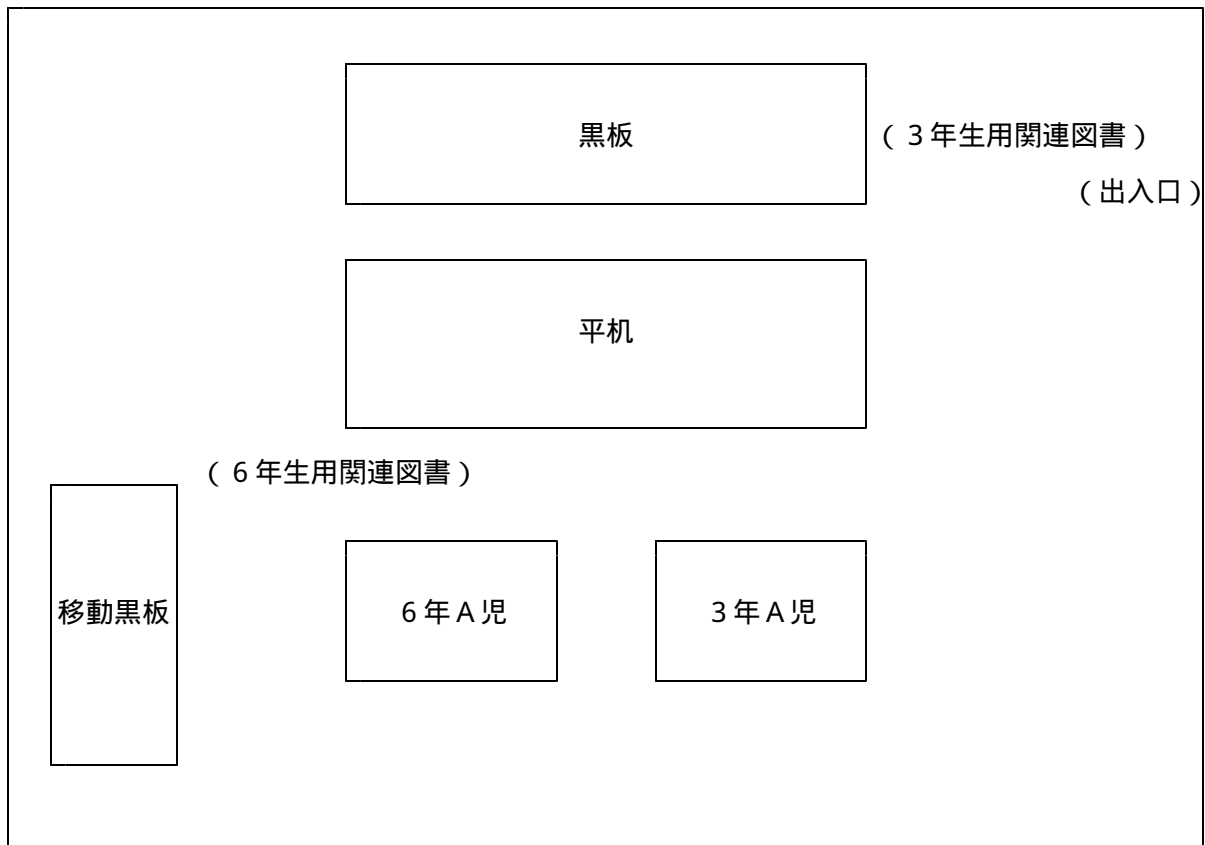 黒板
(3年生用関連図書)
(出入口)
平机
(6年生用関連図書)
移動黒板
6年A児
3年A児